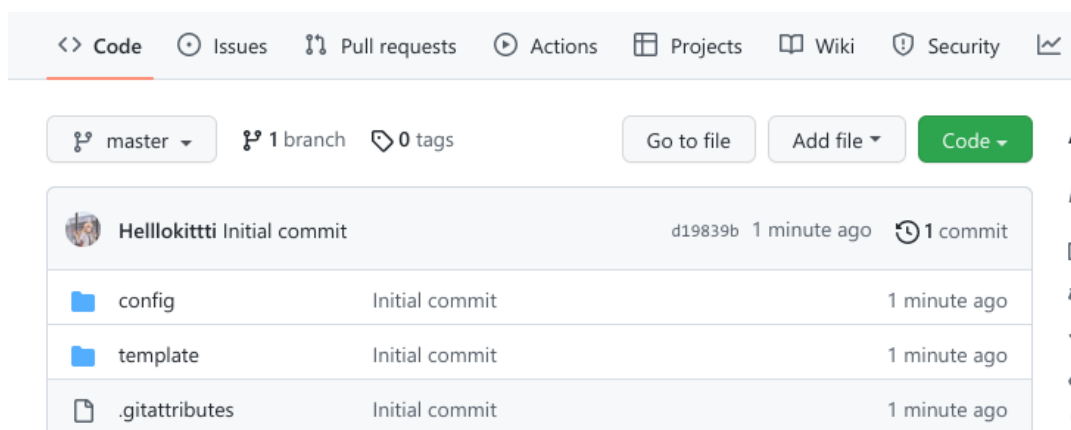 Code Issues Pull requests Actions Projects Wiki Security
master 1 branch 0 tags Go to file Add file Code
Helllokittti Initial commit d19839b 1 minute ago 1 commit
config Initial commit 1 minute ago
template Initial commit 1 minute ago
.gitattributes Initial commit 1 minute ago